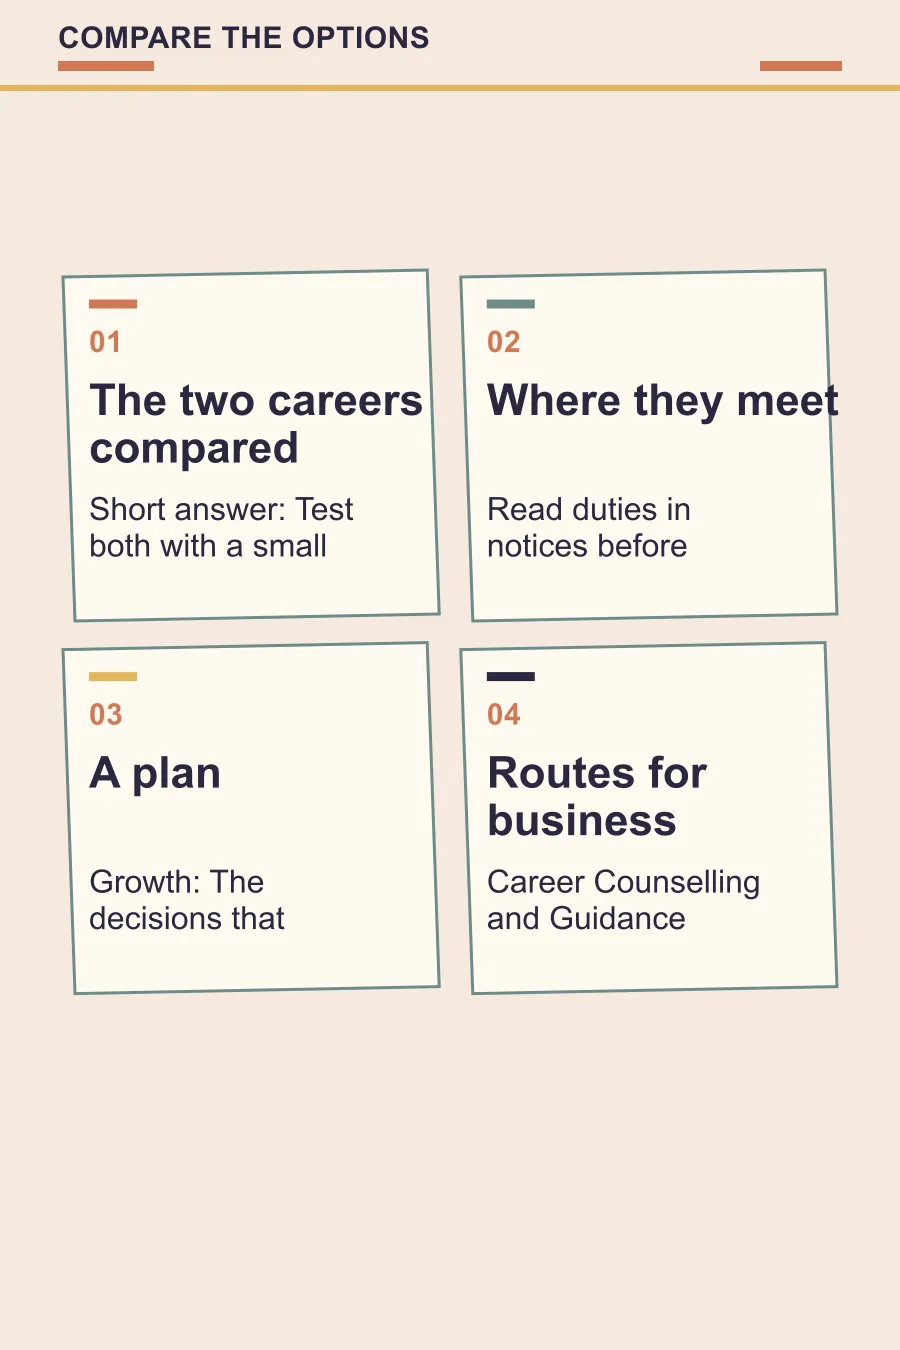 COMPARE THE OPTIONS
01
The two careers
compared
Short answer: Test
both with a small
02
Where they meet
Read duties in
notices before
03
A plan
Growth: The
decisions that
04
Routes for
business
Career Counselling
and Guidance